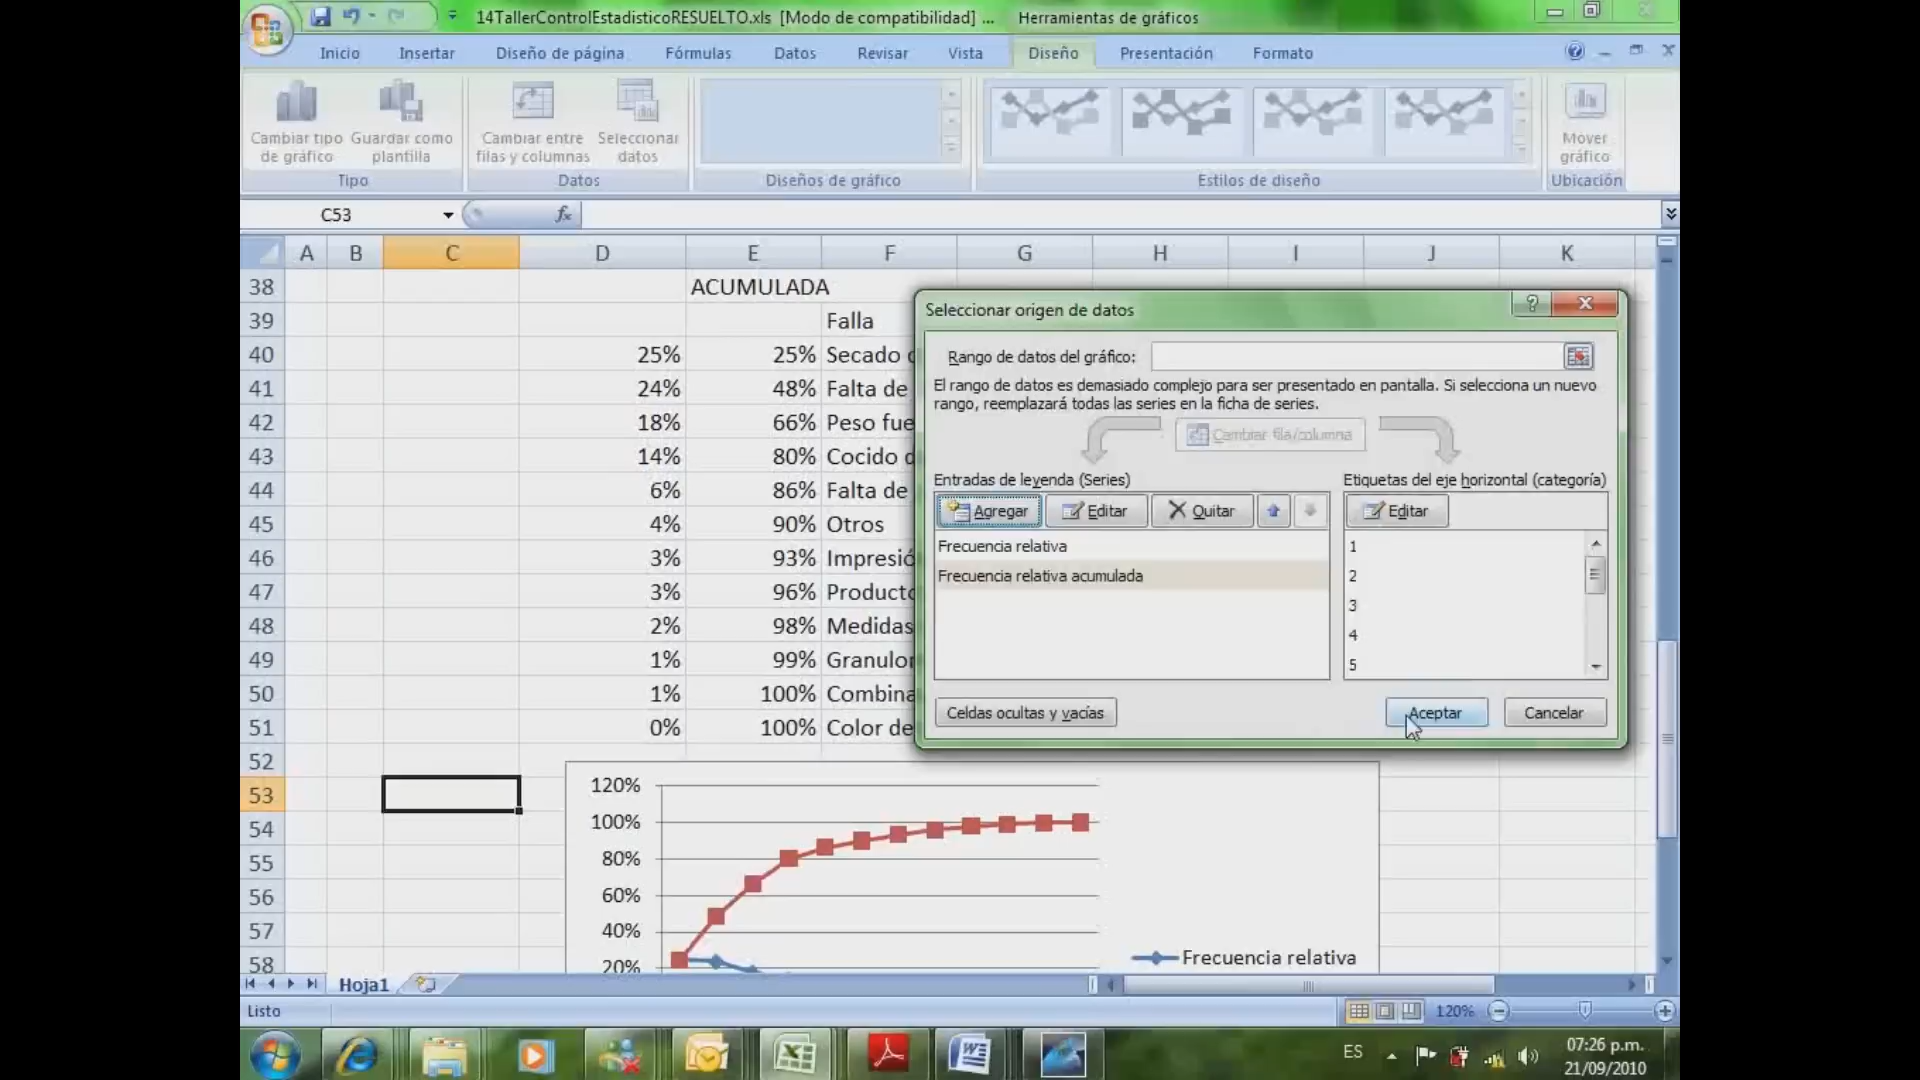 14TallerControlEstadisticoRESUELTO.xls [Modo de compatibilidad] ...
Herramientas de gráficos
Inicio
Insertar
Diseño de página
Fórmulas
Datos
Revisar
Vista
Diseño
Presentación
Formato
Cambiar tipo de gráfico
Guardar como plantilla
Cambiar entre filas y columnas
Seleccionar datos
Mover gráfico
Tipo
Datos
Diseños de gráfico
Estilos de diseño
Ubicación
C53
fx
A B C D E F G H I J K
38 ACUMULADA
39 Falla
40 25% 25% Secado
41 24% 48% Falta de
42 18% 66% Peso fue
43 14% 80% Cocido
44 6% 86% Falta de
45 4% 90% Otros
46 3% 93% Impresió
47 3% 96% Producto
48 2% 98% Medidas
49 1% 99% Granulo
50 1% 100% Combina
51 0% 100% Color de
52
53
54
55
56
57
58
Seleccionar origen de datos
Rango de datos del gráfico:
El rango de datos es demasiado complejo para ser presentado en pantalla. Si selecciona un nuevo
rango, reemplazará todas las series en la ficha de series.
Cambiar fila/columna
Entradas de leyenda (Series)
Etiquetas del eje horizontal (categoría)
Agregar
Editar
Quitar
Editar
Frecuencia relativa
Frecuencia relativa acumulada
1
2
3
4
5
Celdas ocultas y vacías
Aceptar
Cancelar
120%
100%
80%
60%
40%
20%
Frecuencia relativa
Hoja1
Listo
120%
ES
07:26 p.m.
21/09/2010